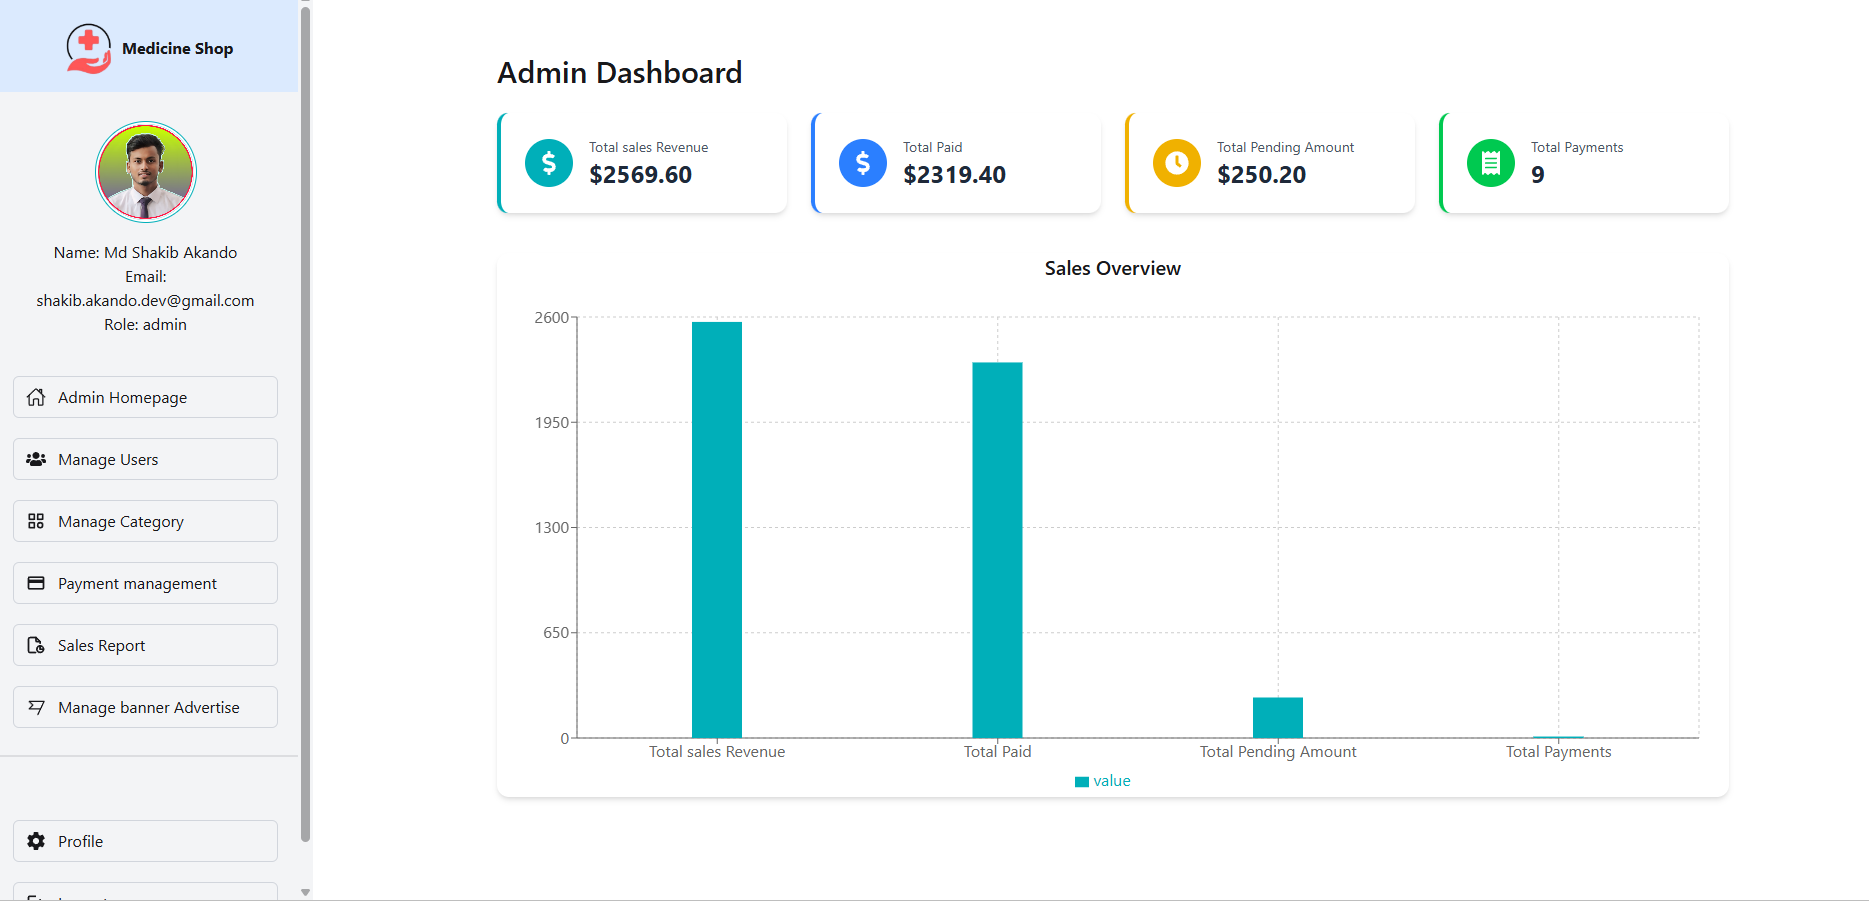 Medicine Shop
Name: Md Shakib Akando
Email:
shakib.akando.dev@gmail.com
Role: admin
Admin Homepage
Manage Users
Manage Category
Payment management
Sales Report
Manage banner Advertise
Profile
Admin Dashboard
Total sales Revenue
$2569.60
Total Paid
$2319.40
Total Pending Amount
$250.20
Total Payments
9
Sales Overview
2600
1950
1300
650
0
Total sales Revenue
Total Paid
Total Pending Amount
Total Payments
value